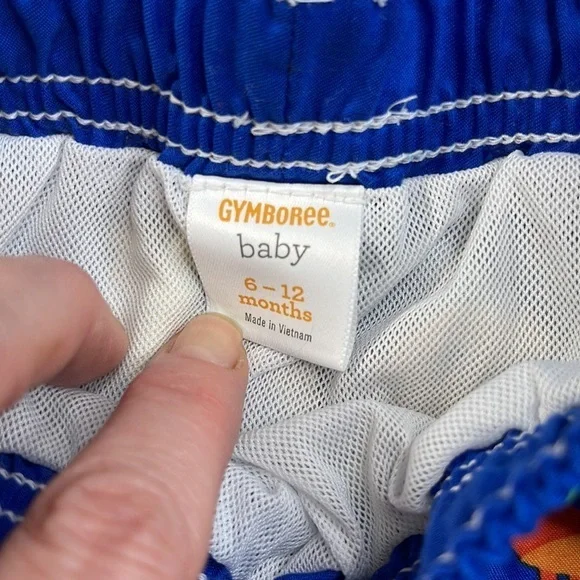 GYMBOREE®
baby
6 – 12
months
Made in Vietnam